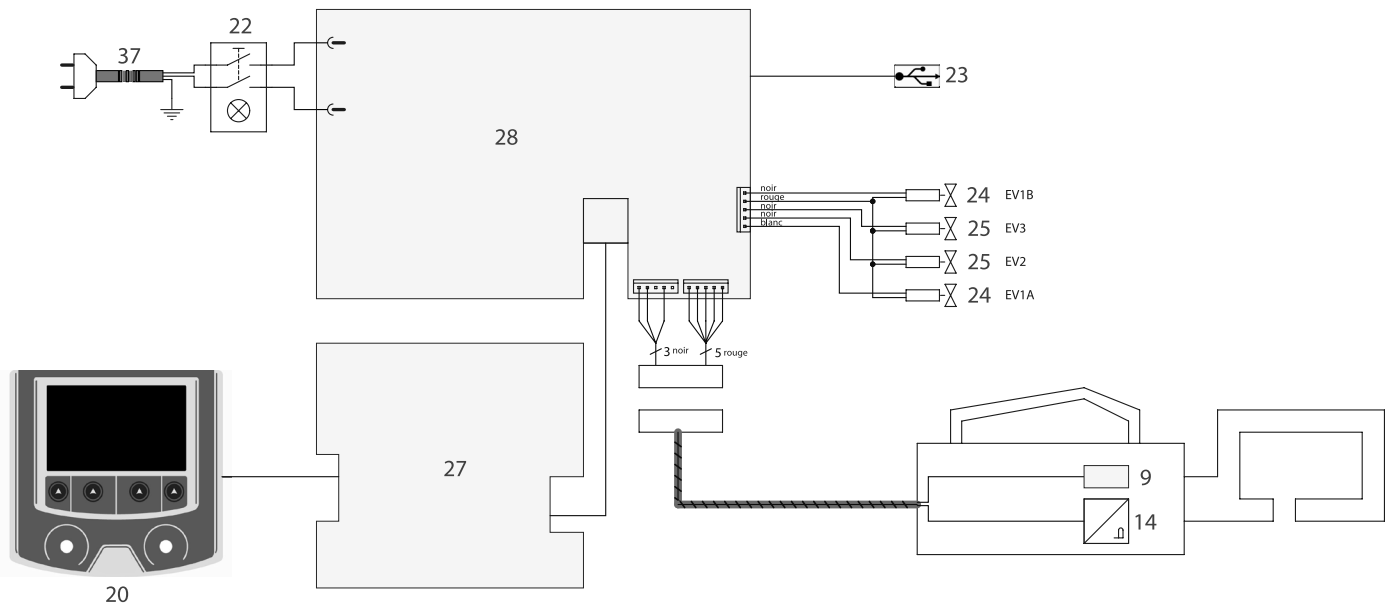 22
37
23
28
noir
rouge
noir
noir
blanc
24 EV1B
25 EV3
25 EV2
24 EV1A
3 noir
5 rouge
27
9
14
20